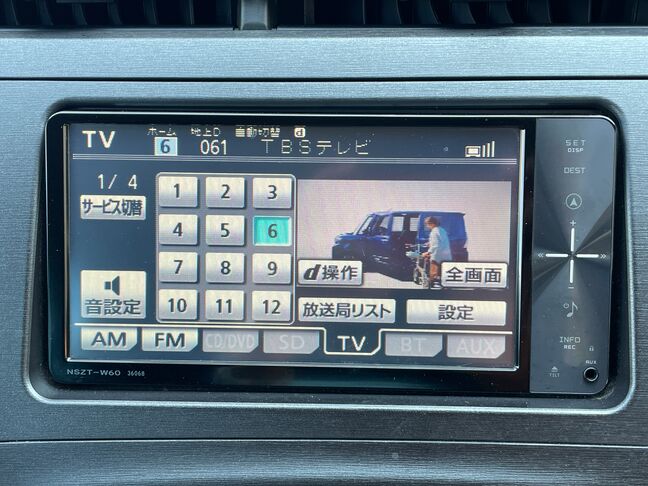 TV ホーム 地上D 自動切替 d
6 061 TBSテレビ
1/4
サービス切替
1 2 3
4 5 6
7 8 9
10 11 12
d操作 全画面
音設定
放送局リスト 設定
AM FM CD/DVD SD TV BT AUX
NSZT-W60 36068
SET
DISP
DEST
+
−
INFO
REC
TILT
AUX